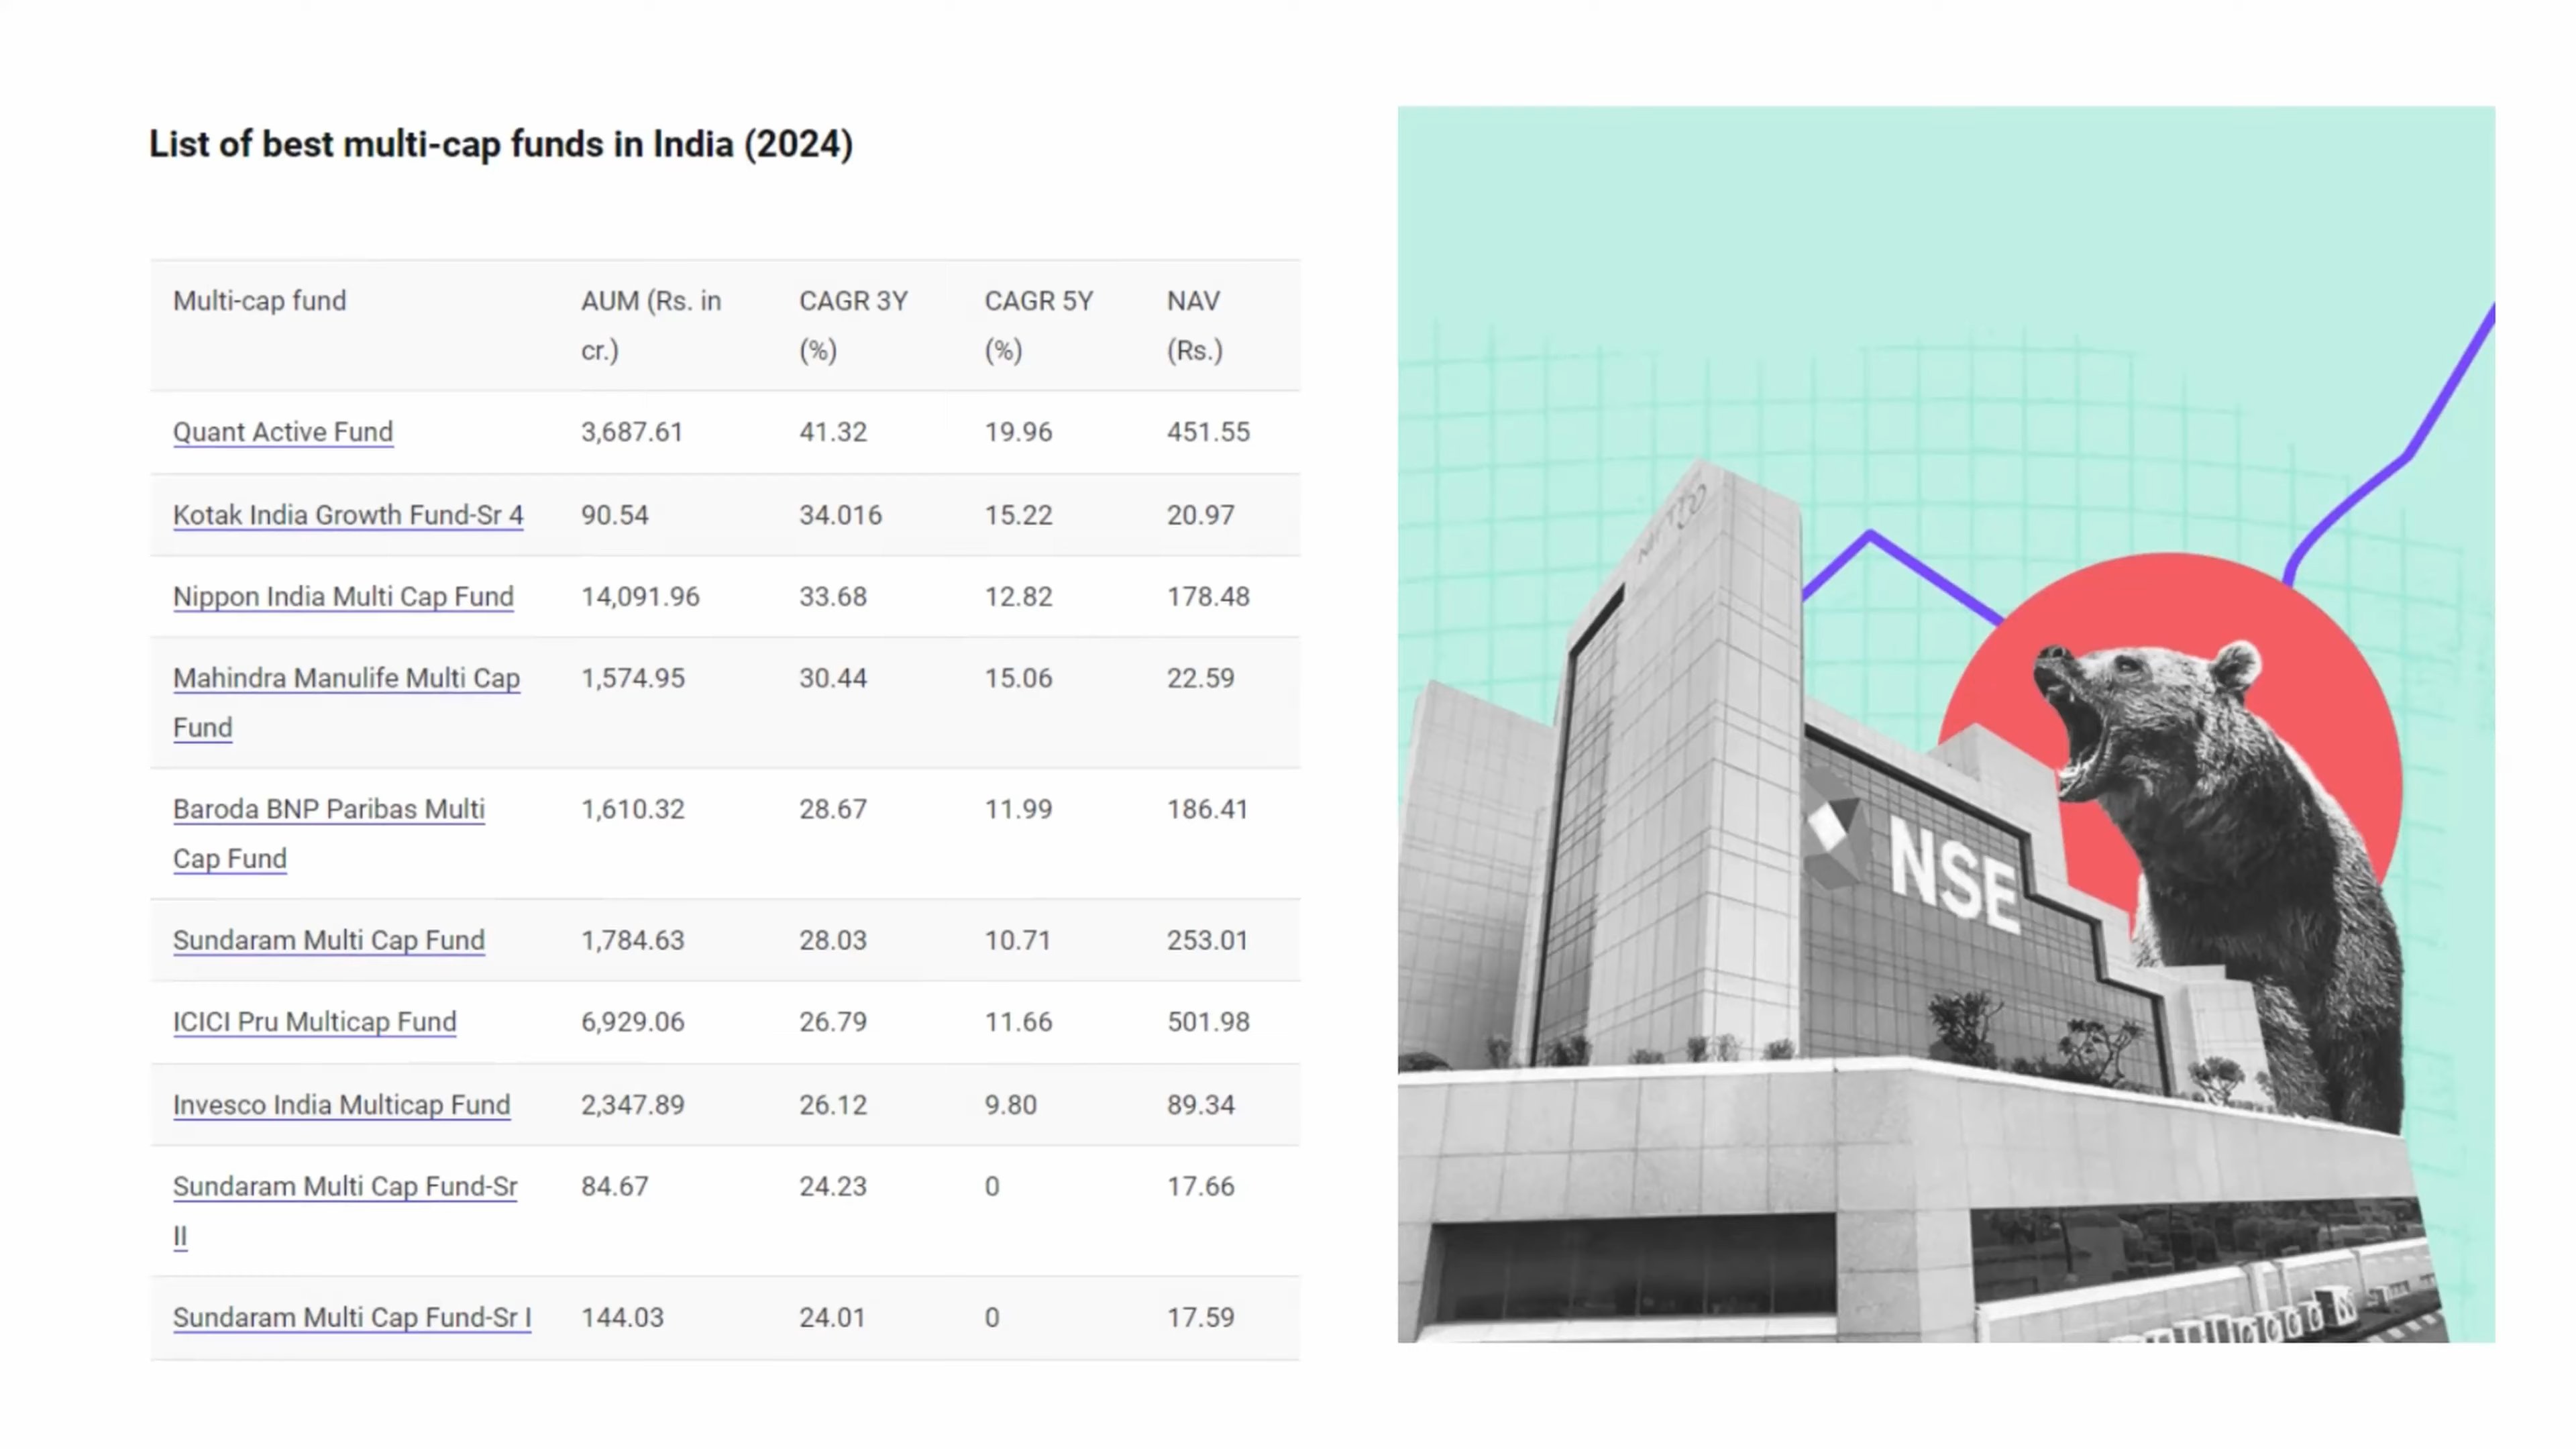 List of best multi-cap funds in India (2024)
Multi-cap fund AUM (Rs. in cr.) CAGR 3Y (%) CAGR 5Y (%) NAV (Rs.)
Quant Active Fund 3,687.61 41.32 19.96 451.55
Kotak India Growth Fund-Sr 4 90.54 34.016 15.22 20.97
Nippon India Multi Cap Fund 14,091.96 33.68 12.82 178.48
Mahindra Manulife Multi Cap Fund 1,574.95 30.44 15.06 22.59
Baroda BNP Paribas Multi Cap Fund 1,610.32 28.67 11.99 186.41
Sundaram Multi Cap Fund 1,784.63 28.03 10.71 253.01
ICICI Pru Multicap Fund 6,929.06 26.79 11.66 501.98
Invesco India Multicap Fund 2,347.89 26.12 9.80 89.34
Sundaram Multi Cap Fund-Sr II 84.67 24.23 0 17.66
Sundaram Multi Cap Fund-Sr I 144.03 24.01 0 17.59
NSE